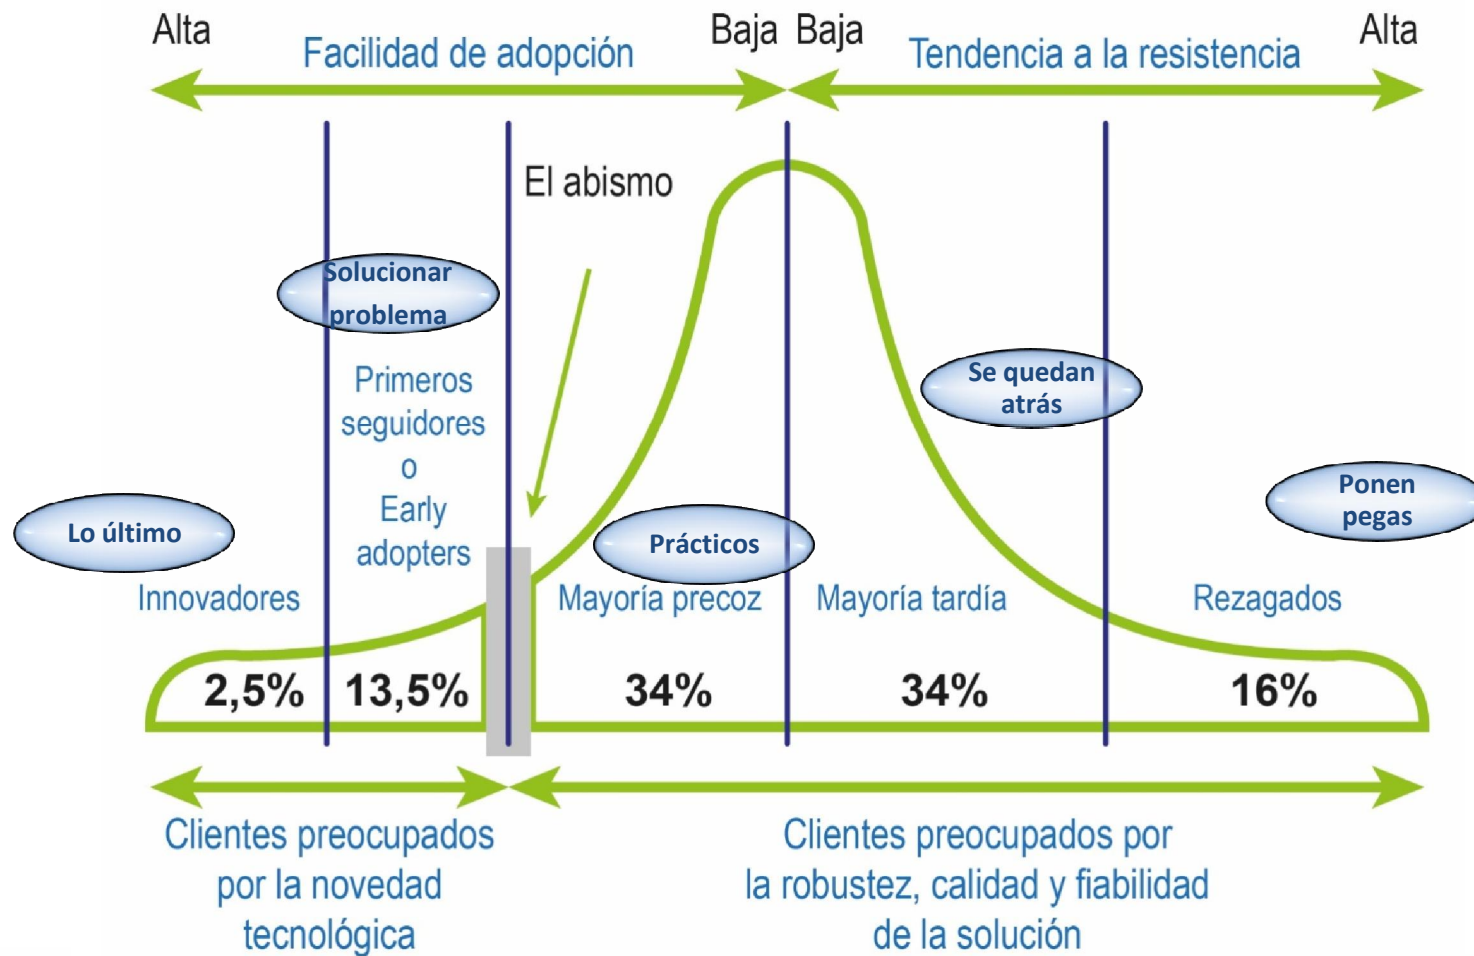 Alta
Facilidad de adopción
Baja
Baja
Tendencia a la resistencia
Alta
El abismo
Solucionar
problema
Primeros
seguidores
o
Early
adopters
Se quedan
atrás
Ponen
pegas
Lo último
Prácticos
Innovadores
Mayoría precoz
Mayoría tardía
Rezagados
2,5%
13,5%
34%
34%
16%
Clientes preocupados
por la novedad
tecnológica
Clientes preocupados por
la robustez, calidad y fiabilidad
de la solución